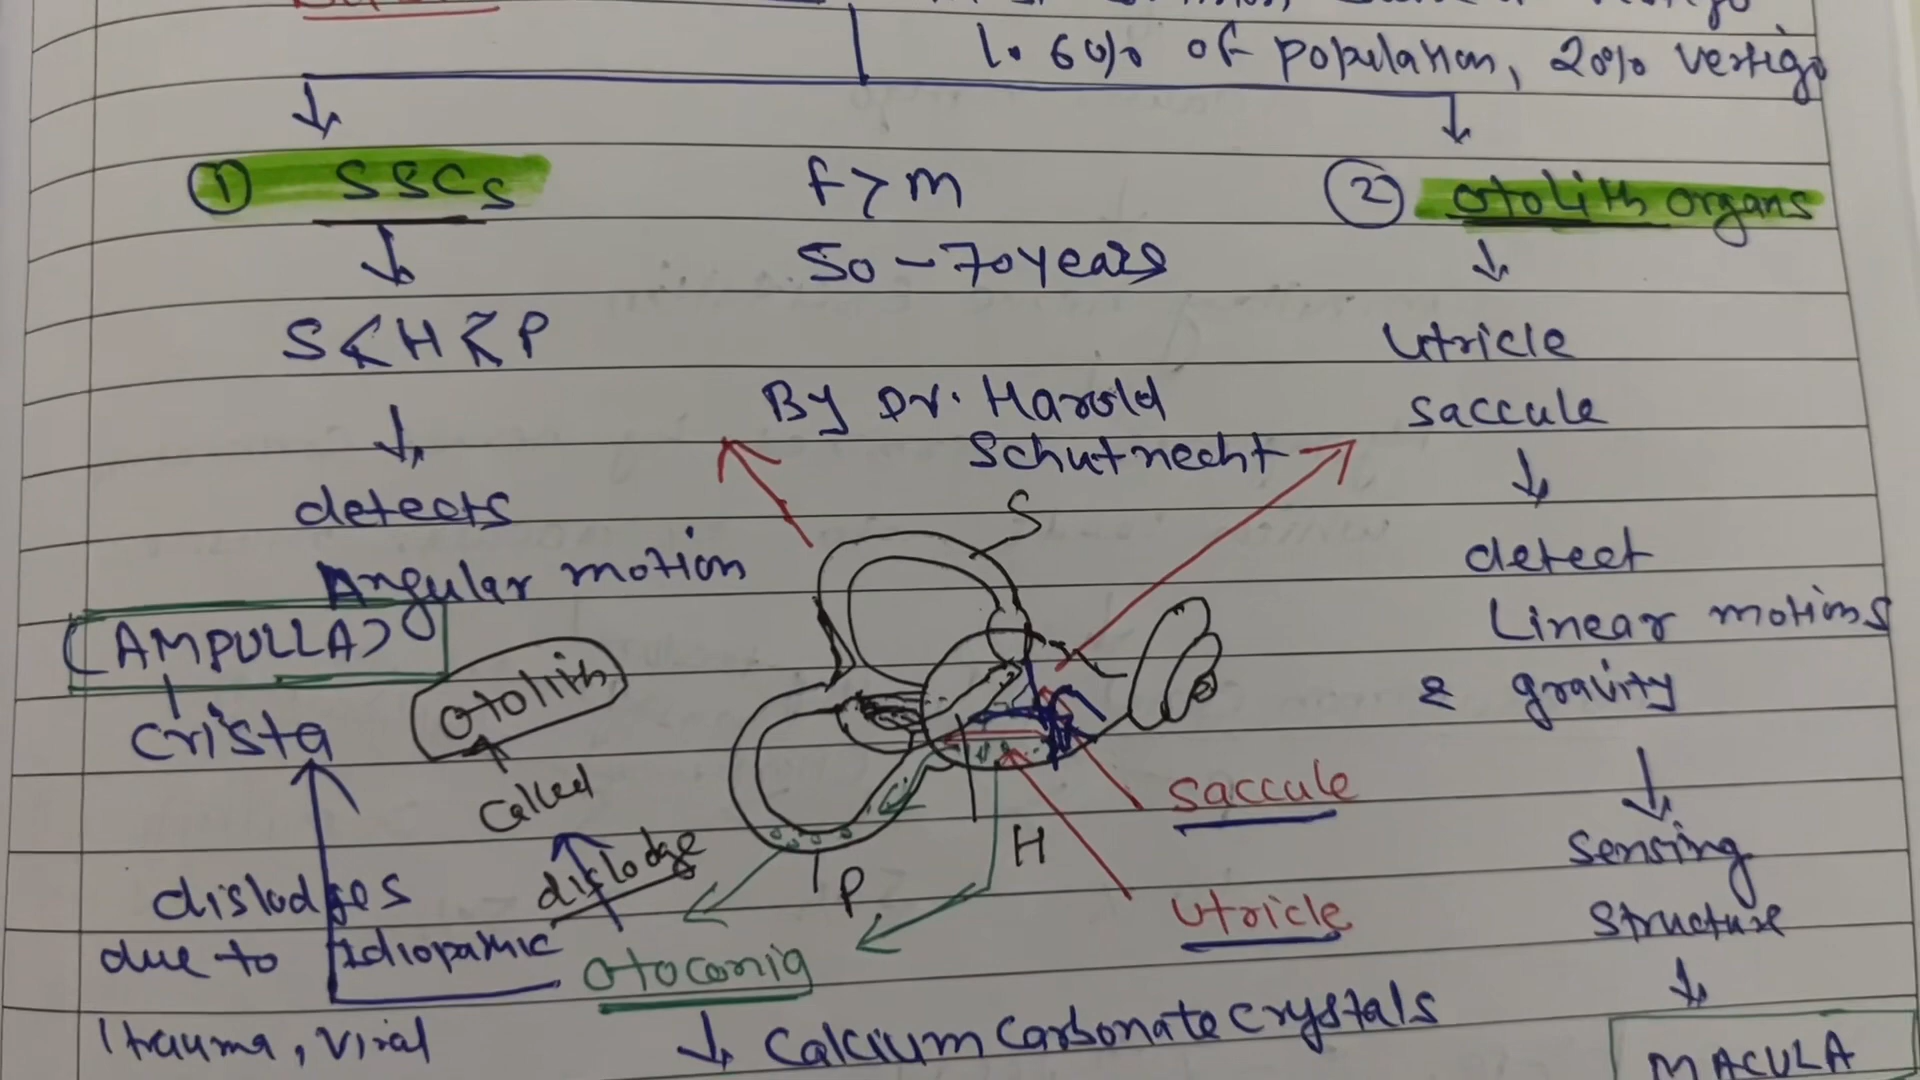 1. 60% of population, 20% vertigo
① SSCs
F > M
② Otolith organs
50 - 70 years
S < H < P
Utricle
By Dr. Harold
Schutnecht
saccule
S
detects
detect
Angular motion
Linear motions
(AMPULLA)
& gravity
Otolith
crista
called
saccule
dislodge
H
sensing
P
dislodges
utricle
structure
due to Idiopathic
otoconia
trauma, viral
Calcium carbonate crystals
MACULA